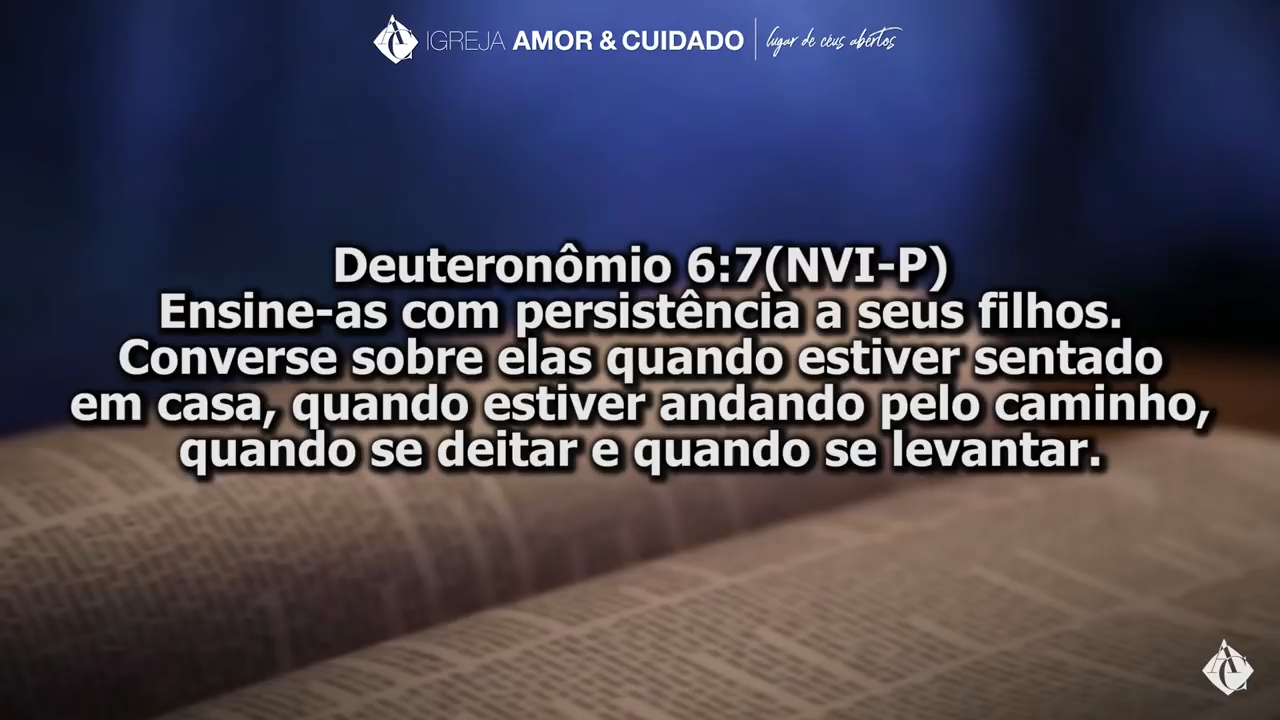 IGREJA AMOR & CUIDADO lugar de céus abertos
Deuteronômio 6:7(NVI-P)
Ensine-as com persistência a seus filhos.
Converse sobre elas quando estiver sentado
em casa, quando estiver andando pelo caminho,
quando se deitar e quando se levantar.